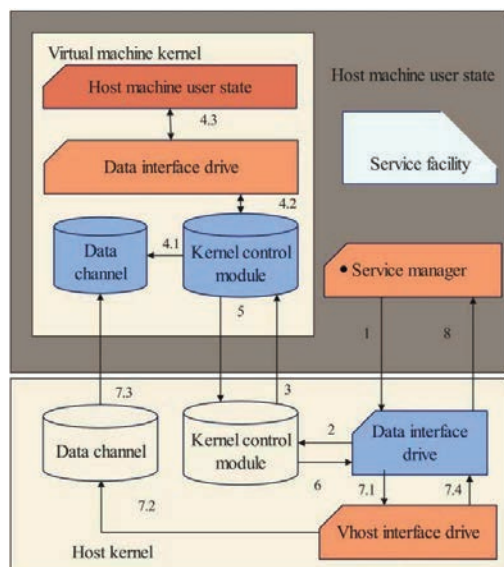 Virtual machine kernel
Host machine user state
Host machine user state
4.3
Service facility
Data interface drive
4.2
4.1
Data
channel
Kernel control
module
Service manager
5
1
8
7.3
3
Data channel
Kernel control
module
2
Data interface
drive
6
7.1
7.4
7.2
Vhost interface drive
Host kernel